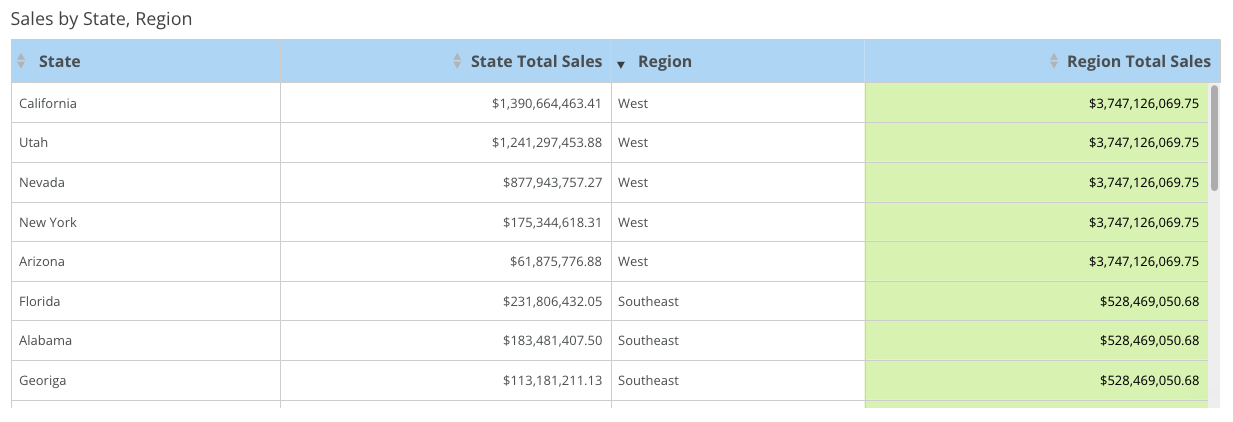 Sales by State, Region
State State Total Sales Region Region Total Sales
California $1,390,664,463.41 West $3,747,126,069.75
Utah $1,241,297,453.88 West $3,747,126,069.75
Nevada $877,943,757.27 West $3,747,126,069.75
New York $175,344,618.31 West $3,747,126,069.75
Arizona $61,875,776.88 West $3,747,126,069.75
Florida $231,806,432.05 Southeast $528,469,050.68
Alabama $183,481,407.50 Southeast $528,469,050.68
Georiga $113,181,211.13 Southeast $528,469,050.68